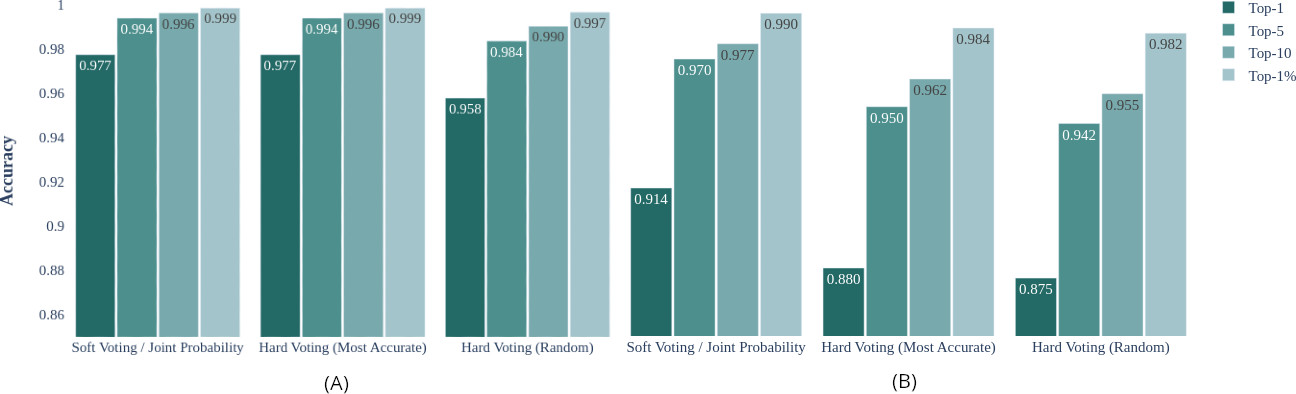 Accuracy
1
0.98
0.96
0.94
0.92
0.9
0.88
0.86
0.977
0.994
0.996
0.999
0.977
0.994
0.996
0.999
0.958
0.984
0.990
0.997
0.914
0.970
0.977
0.990
0.880
0.950
0.962
0.984
0.875
0.942
0.955
0.982
Soft Voting / Joint Probability
Hard Voting (Most Accurate)
Hard Voting (Random)
Soft Voting / Joint Probability
Hard Voting (Most Accurate)
Hard Voting (Random)
(A)
(B)
Top-1
Top-5
Top-10
Top-1%